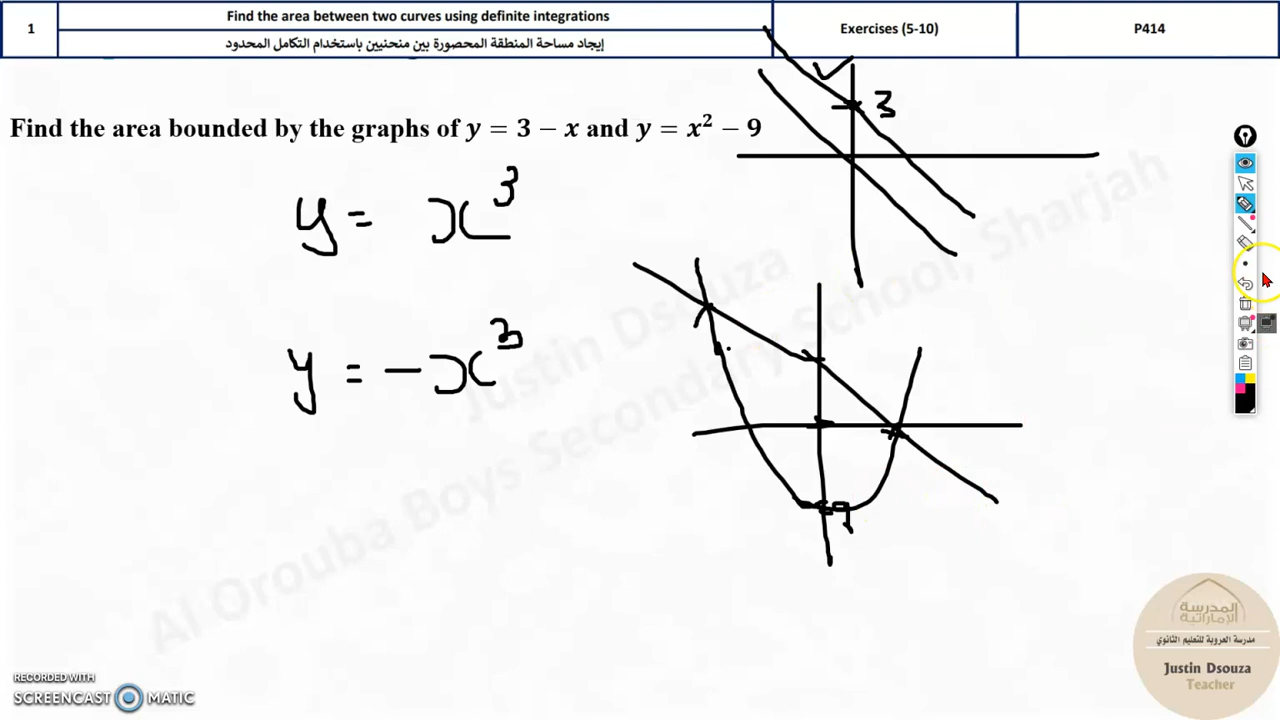 1
Find the area between two curves using definite integrations
إيجاد مساحة المنطقة المحصورة بين منحنيين باستخدام التكامل المحدود
Exercises (5-10)
P414
Find the area bounded by the graphs of y = 3 − x and y = x² − 9
3
y = x³
y = −x³
-9
Justin Dsouza
Al Orouba Boys Secondary School, Sharjah
المدرسة
الإماراتية
مدرسة العروبة للتعليم الثانوي
Justin Dsouza
Teacher
RECORDED WITH
SCREENCAST MATIC